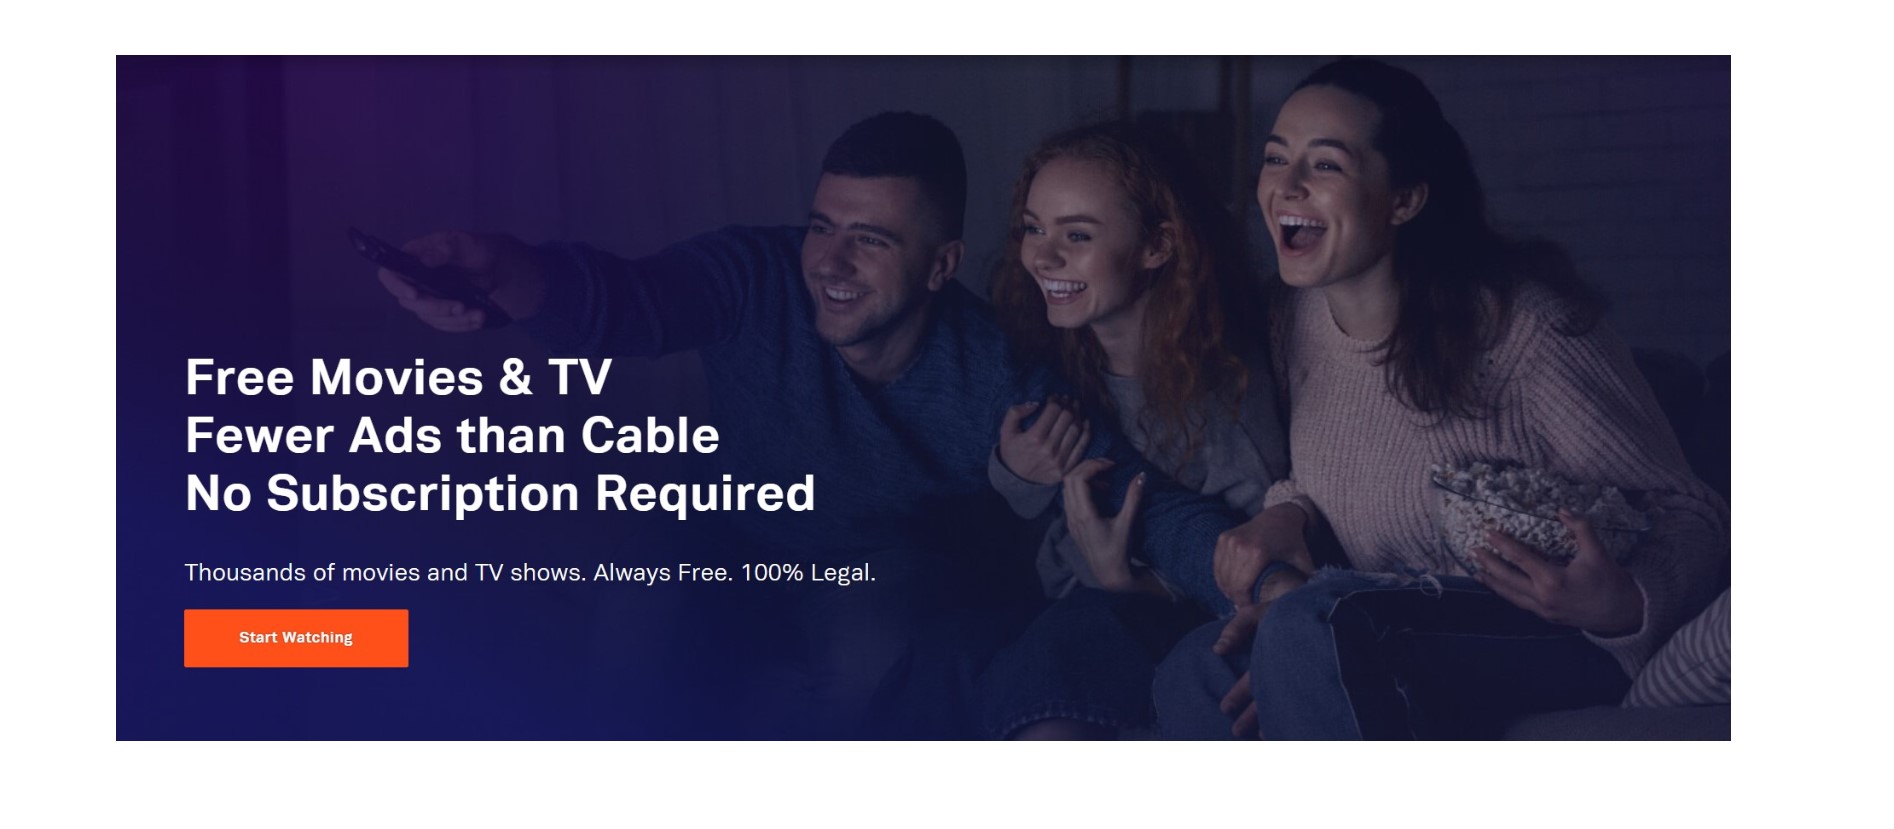 Free Movies & TV
Fewer Ads than Cable
No Subscription Required
Thousands of movies and TV shows. Always Free. 100% Legal.
Start Watching